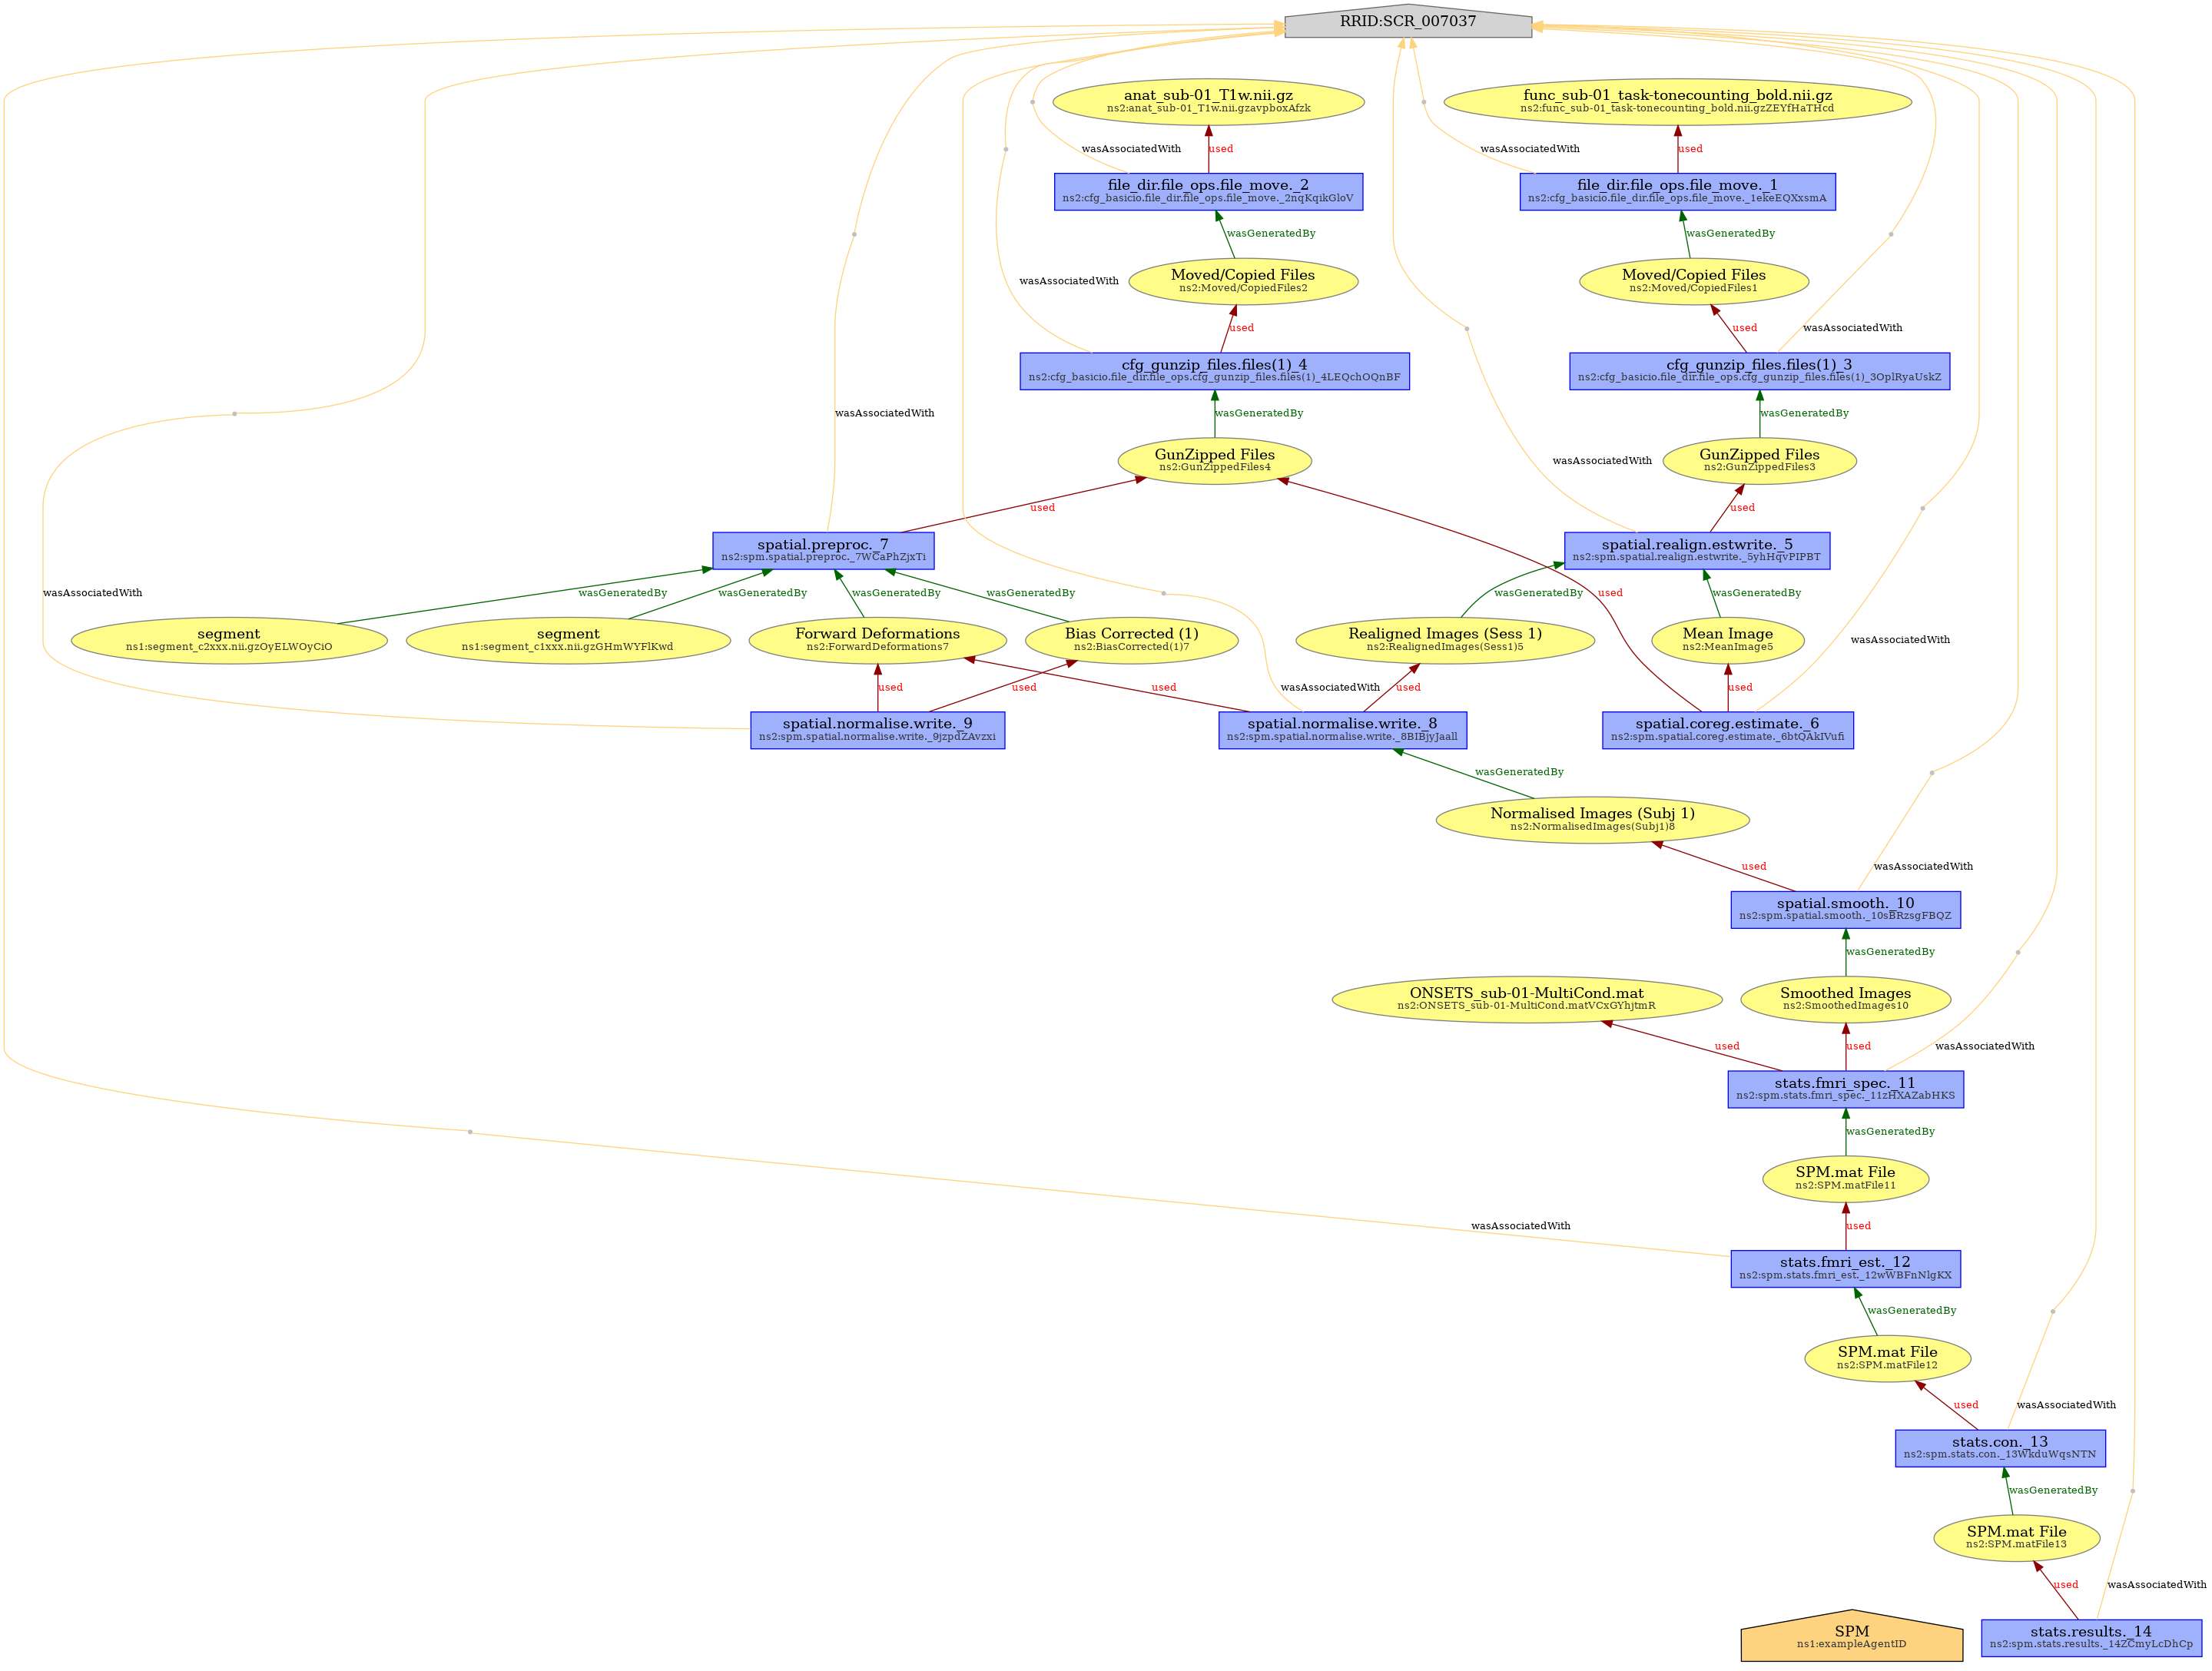 RRID:SCR_007037
anat_sub-01_T1w.nii.gz
ns2:anat_sub-01_T1w.nii.gzavpboxAfzk
func_sub-01_task-tonecounting_bold.nii.gz
ns2:func_sub-01_task-tonecounting_bold.nii.gzZEYfHaTHcd
wasAssociatedWith
used
wasAssociatedWith
used
file_dir.file_ops.file_move._2
ns2:cfg_basicio.file_dir.file_ops.file_move._2nqKqikGloV
file_dir.file_ops.file_move._1
ns2:cfg_basicio.file_dir.file_ops.file_move._1ekeEQXxsmA
wasGeneratedBy
wasGeneratedBy
Moved/Copied Files
ns2:Moved/CopiedFiles2
Moved/Copied Files
ns2:Moved/CopiedFiles1
wasAssociatedWith
used
used
wasAssociatedWith
cfg_gunzip_files.files(1)_4
ns2:cfg_basicio.file_dir.file_ops.cfg_gunzip_files.files(1)_4LEQchOQnBF
cfg_gunzip_files.files(1)_3
ns2:cfg_basicio.file_dir.file_ops.cfg_gunzip_files.files(1)_3OplRyaUskZ
wasAssociatedWith
wasGeneratedBy
wasGeneratedBy
GunZipped Files
ns2:GunZippedFiles4
wasAssociatedWith
GunZipped Files
ns2:GunZippedFiles3
used
used
spatial.preproc._7
ns2:spm.spatial.preproc._7WCaPhZjxTi
spatial.realign.estwrite._5
ns2:spm.spatial.realign.estwrite._5yhHqvPIPBT
wasAssociatedWith
wasGeneratedBy
wasGeneratedBy
wasGeneratedBy
wasGeneratedBy
wasGeneratedBy
used
wasGeneratedBy
segment
ns1:segment_c2xxx.nii.gzOyELWOyCiO
segment
ns1:segment_c1xxx.nii.gzGHmWYFlKwd
Forward Deformations
ns2:ForwardDeformations7
Bias Corrected (1)
ns2:BiasCorrected(1)7
Realigned Images (Sess 1)
ns2:RealignedImages(Sess1)5
Mean Image
ns2:MeanImage5
wasAssociatedWith
used
used
used
wasAssociatedWith
used
used
spatial.normalise.write._9
ns2:spm.spatial.normalise.write._9jzpdZAvzxi
spatial.normalise.write._8
ns2:spm.spatial.normalise.write._8BIBjyJaall
spatial.coreg.estimate._6
ns2:spm.spatial.coreg.estimate._6btQAkIVufi
wasGeneratedBy
Normalised Images (Subj 1)
ns2:NormalisedImages(Subj1)8
used
wasAssociatedWith
spatial.smooth._10
ns2:spm.spatial.smooth._10sBRzsgFBQZ
wasGeneratedBy
ONSETS_sub-01-MultiCond.mat
ns2:ONSETS_sub-01-MultiCond.matVCxGYhjtmR
Smoothed Images
ns2:SmoothedImages10
used
used
wasAssociatedWith
stats.fmri_spec._11
ns2:spm.stats.fmri_spec._11zHXAZabHKS
wasGeneratedBy
SPM.mat File
ns2:SPM.matFile11
wasAssociatedWith
used
stats.fmri_est._12
ns2:spm.stats.fmri_est._12wWBFnNlgKX
wasGeneratedBy
SPM.mat File
ns2:SPM.matFile12
used
wasAssociatedWith
stats.con._13
ns2:spm.stats.con._13WkduWqsNTN
wasGeneratedBy
SPM.mat File
ns2:SPM.matFile13
used
wasAssociatedWith
SPM
ns1:exampleAgentID
stats.results._14
ns2:spm.stats.results._14ZCmyLcDhCp